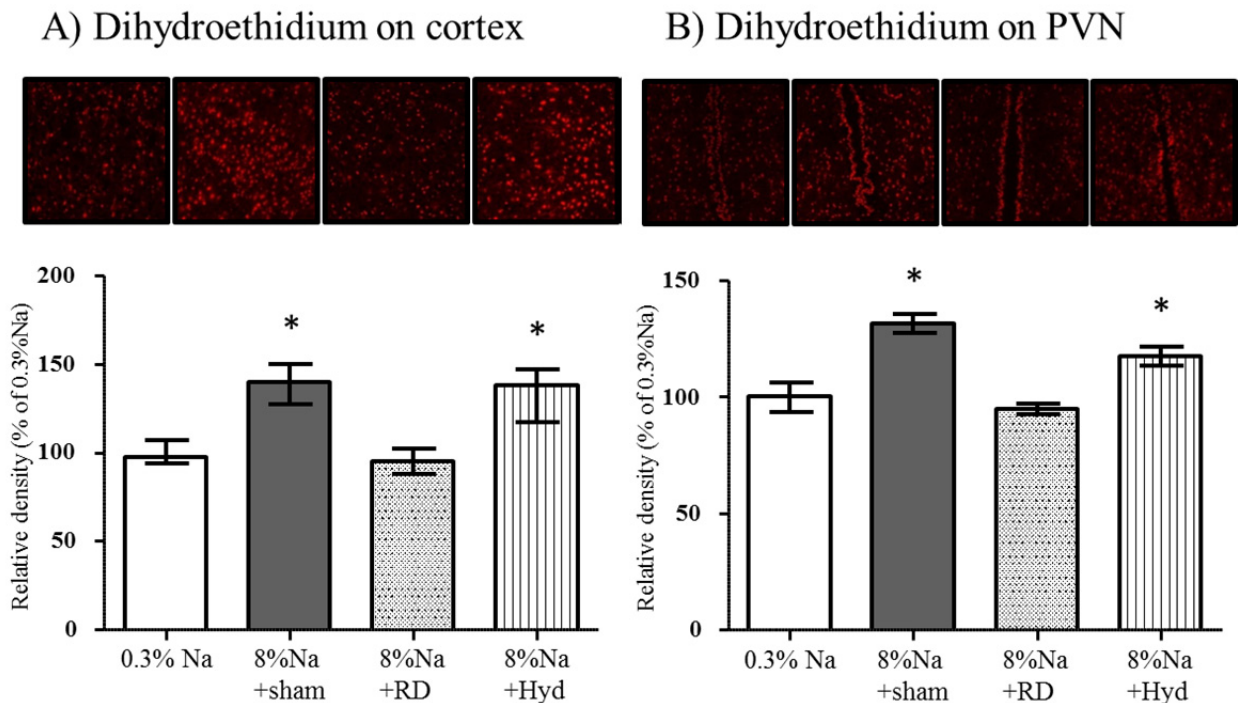 A) Dihydroethidium on cortex
Relative density (% of 0.3%Na)
200
150
100
50
0
*
*
0.3% Na
8%Na
+sham
8%Na
+RD
8%Na
+Hyd
B) Dihydroethidium on PVN
Relative density (% of 0.3%Na)
150
100
50
0
*
*
0.3% Na
8%Na
+sham
8%Na
+RD
8%Na
+Hyd